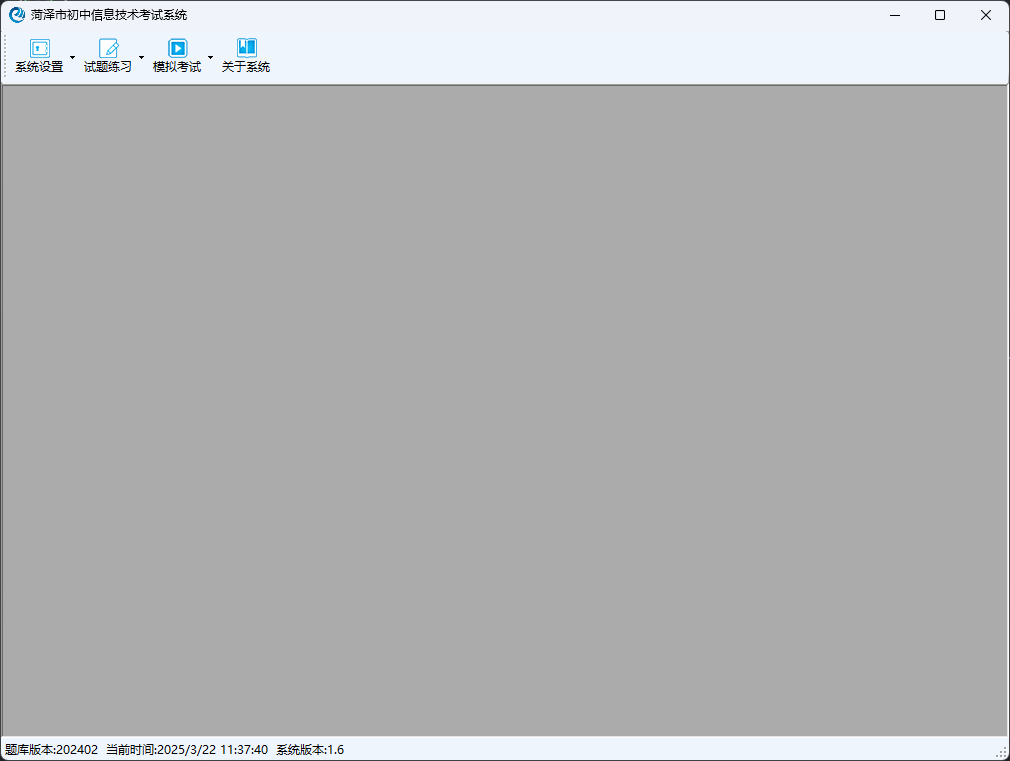 菏泽市初中信息技术考试系统
系统设置 试题练习 模拟考试 关于系统
题库版本:202402 当前时间:2025/3/22 11:37:40 系统版本:1.6